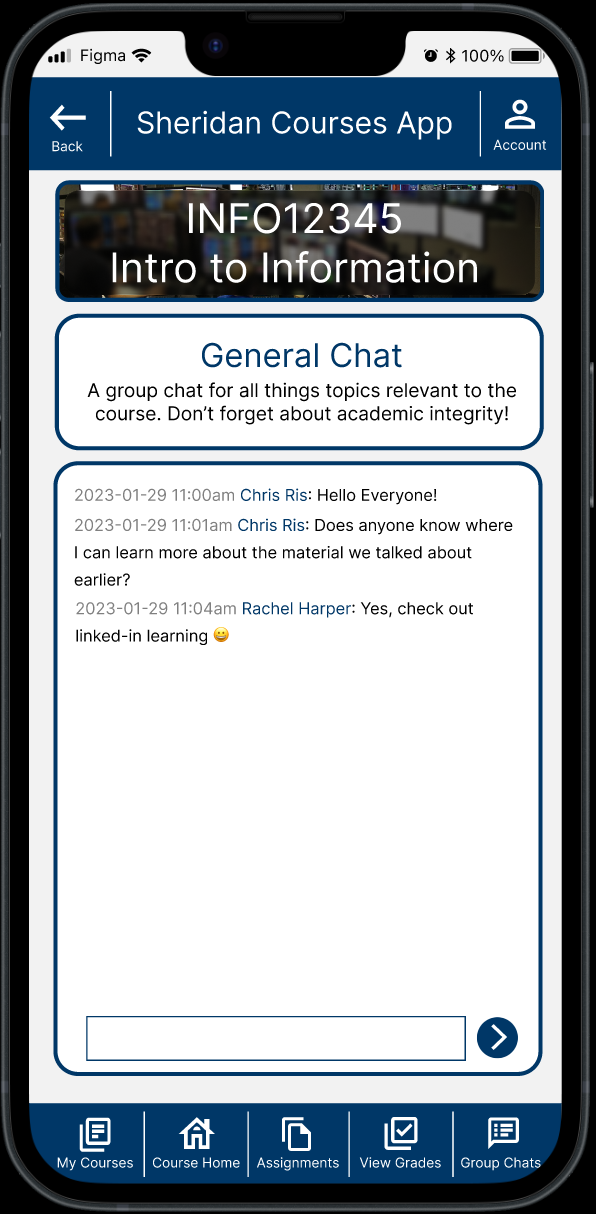 Figma 100%
Back Sheridan Courses App Account
INFO12345
Intro to Information
General Chat
A group chat for all things topics relevant to the
course. Don’t forget about academic integrity!
2023-01-29 11:00am Chris Ris: Hello Everyone!
2023-01-29 11:01am Chris Ris: Does anyone know where
I can learn more about the material we talked about
earlier?
2023-01-29 11:04am Rachel Harper: Yes, check out
linked-in learning 😀
My Courses Course Home Assignments View Grades Group Chats